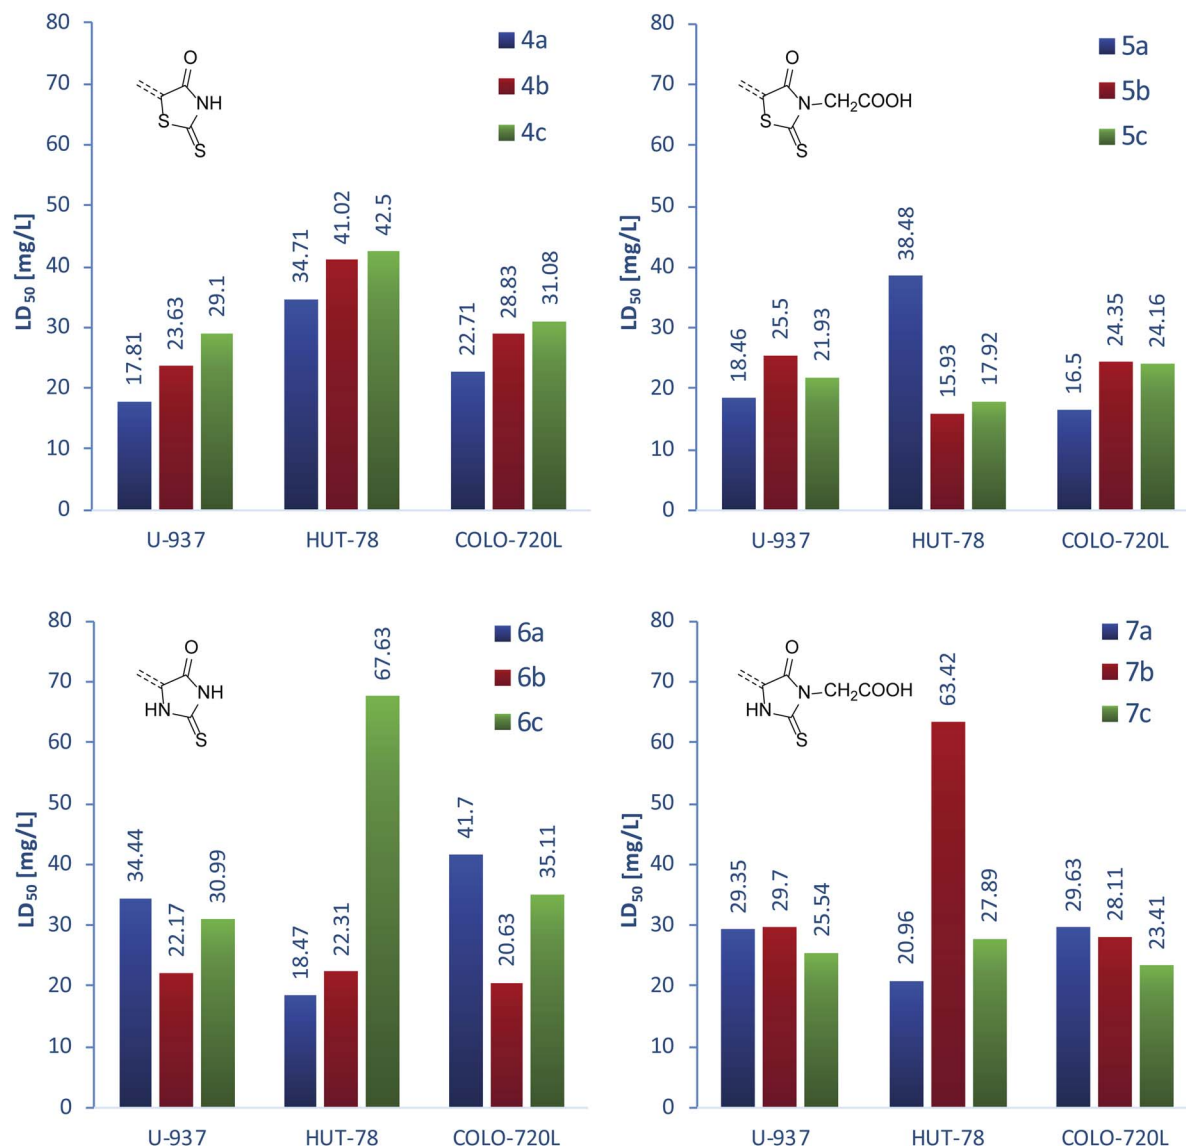 80
70
60
50
40
30
20
10
0
LD50 [mg/L]
O
NH
S
S
4a
4b
4c
17.81
23.63
29.1
34.71
41.02
42.5
22.71
28.83
31.08
U-937
HUT-78
COLO-720L
80
70
60
50
40
30
20
10
0
LD50 [mg/L]
O
N-CH2COOH
S
S
5a
5b
5c
18.46
25.5
21.93
38.48
15.93
17.92
16.5
24.35
24.16
U-937
HUT-78
COLO-720L
80
70
60
50
40
30
20
10
0
LD50 [mg/L]
O
NH
HN
S
6a
6b
6c
34.44
22.17
30.99
18.47
22.31
67.63
41.7
20.63
35.11
U-937
HUT-78
COLO-720L
80
70
60
50
40
30
20
10
0
LD50 [mg/L]
O
N-CH2COOH
HN
S
7a
7b
7c
29.35
29.7
25.54
20.96
63.42
27.89
29.63
28.11
23.41
U-937
HUT-78
COLO-720L